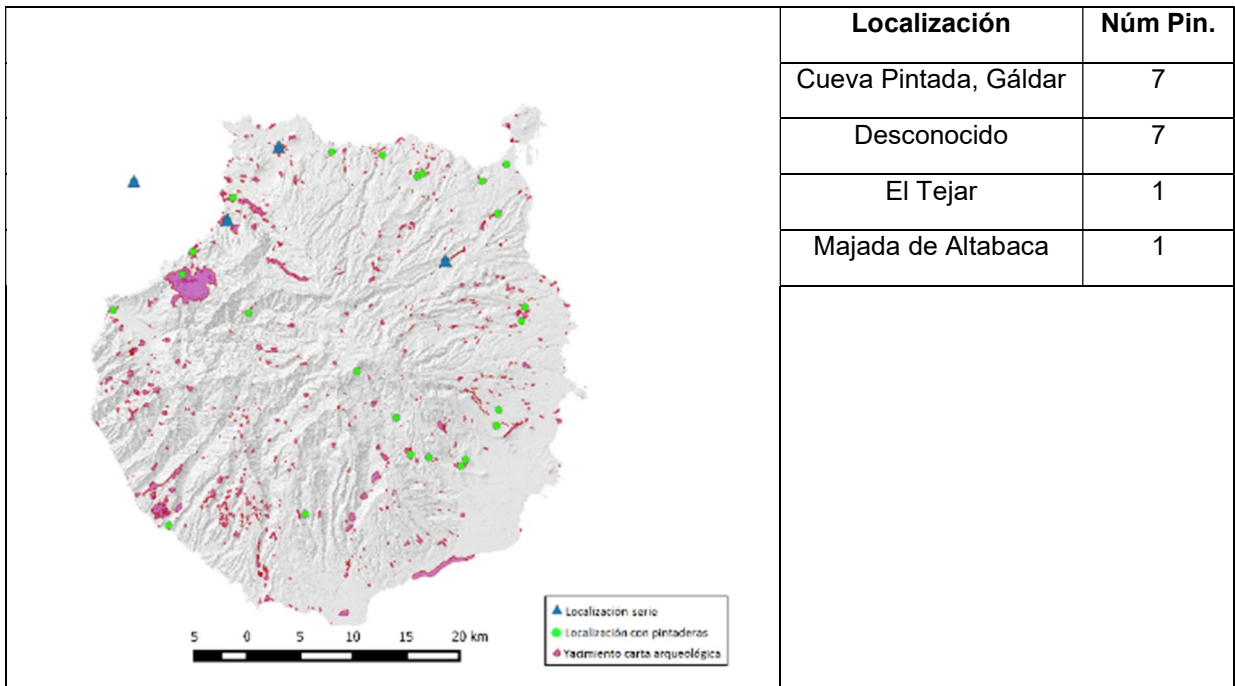 Localización Núm Pin.
Cueva Pintada, Gáldar 7
Desconocido 7
El Tejar 1
Majada de Altabaca 1
Localización serie
Localización con pintaderas
Yacimiento carta arqueológica
5 0 5 10 15 20 km